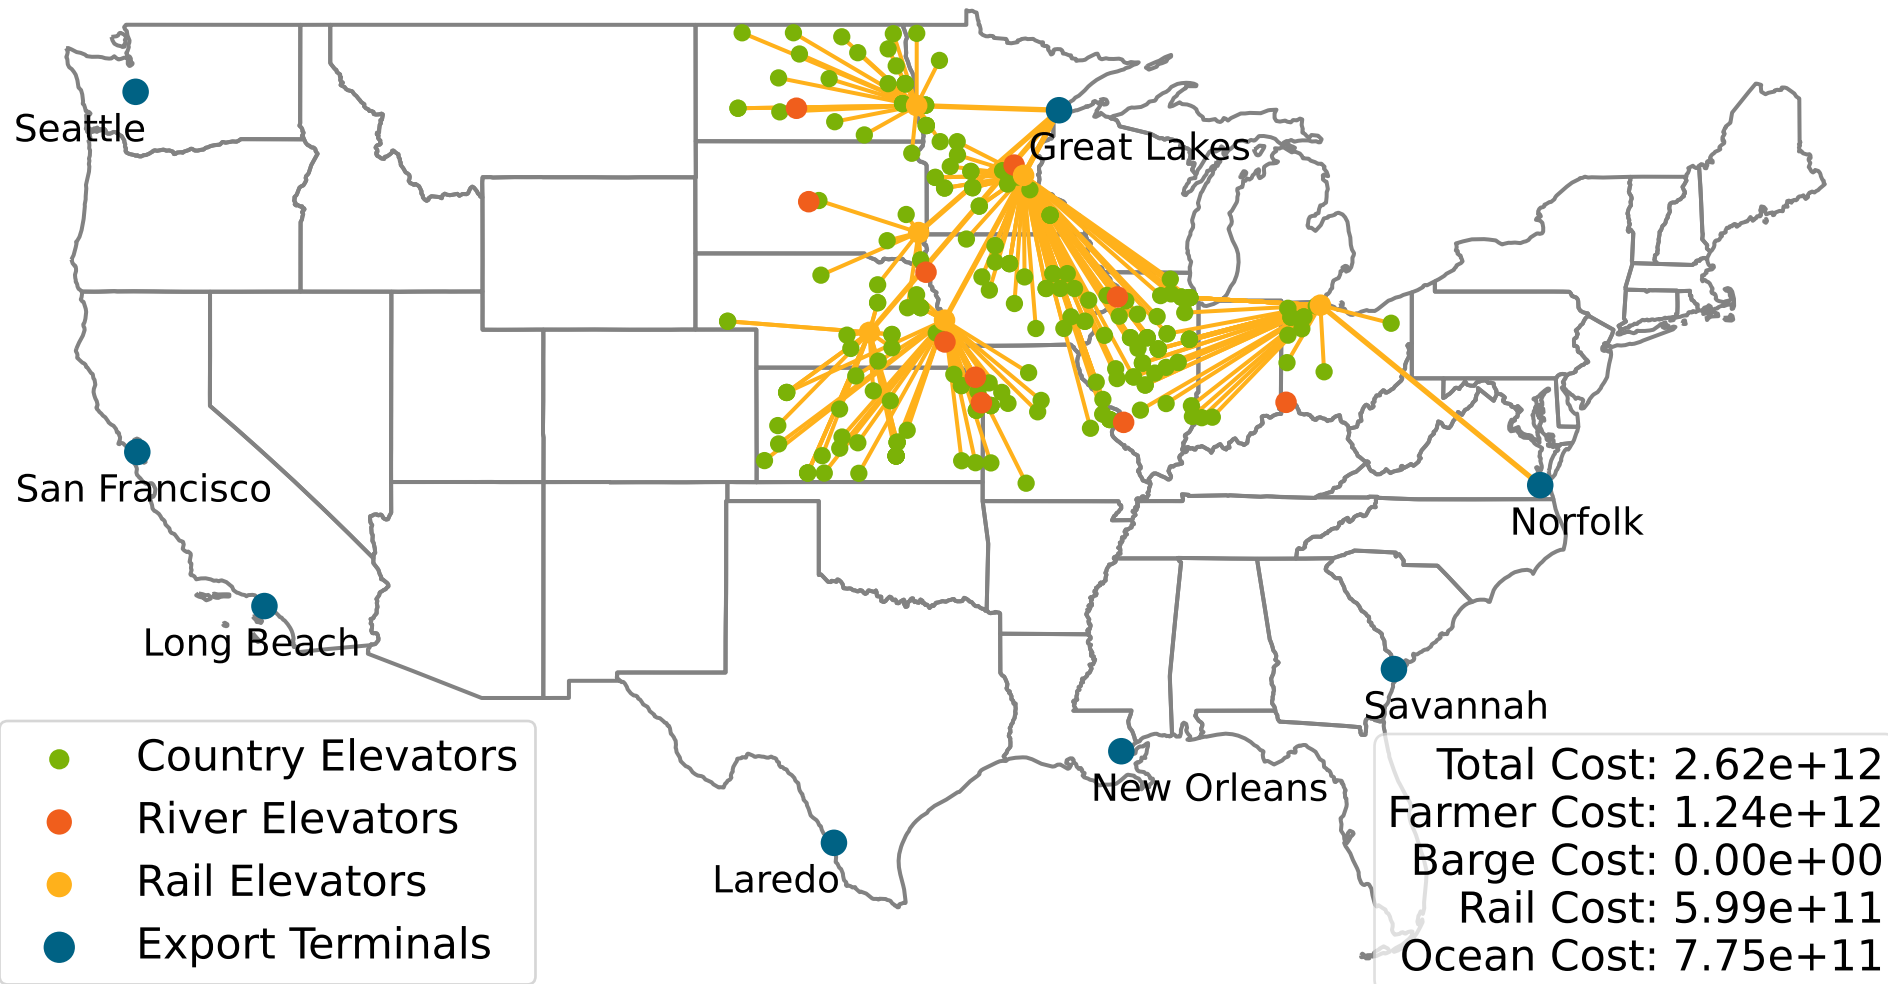 Seattle
Great Lakes
San Francisco
Norfolk
Long Beach
Savannah
New Orleans
Laredo
Country Elevators
River Elevators
Rail Elevators
Export Terminals
Total Cost: 2.62e+12
Farmer Cost: 1.24e+12
Barge Cost: 0.00e+00
Rail Cost: 5.99e+11
Ocean Cost: 7.75e+11